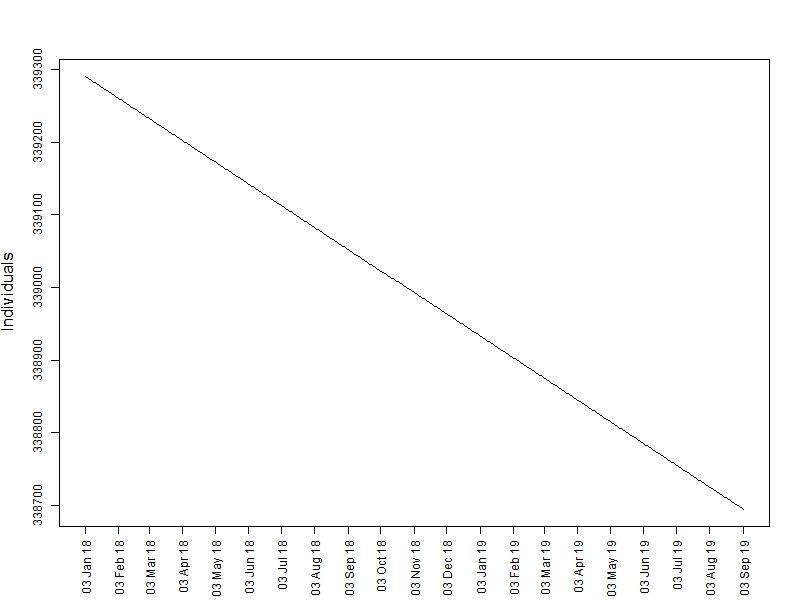 Individuals
339300
339200
339100
339000
338900
338800
338700
03 Jan 18
03 Feb 18
03 Mar 18
03 Apr 18
03 May 18
03 Jun 18
03 Jul 18
03 Aug 18
03 Sep 18
03 Oct 18
03 Nov 18
03 Dec 18
03 Jan 19
03 Feb 19
03 Mar 19
03 Apr 19
03 May 19
03 Jun 19
03 Jul 19
03 Aug 19
03 Sep 19